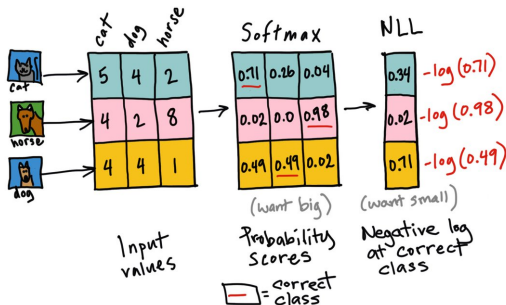 cat dog horse
Softmax
NLL
cat
5 4 2
0.71 0.26 0.04
0.34
-log(0.71)
horse
4 2 8
0.02 0.0 0.98
0.02
-log(0.98)
dog
4 4 1
0.49 0.49 0.02
0.71
-log(0.49)
(want big)
(want small)
Input
values
Probability
scores
Negative log
at correct
class
= correct
class